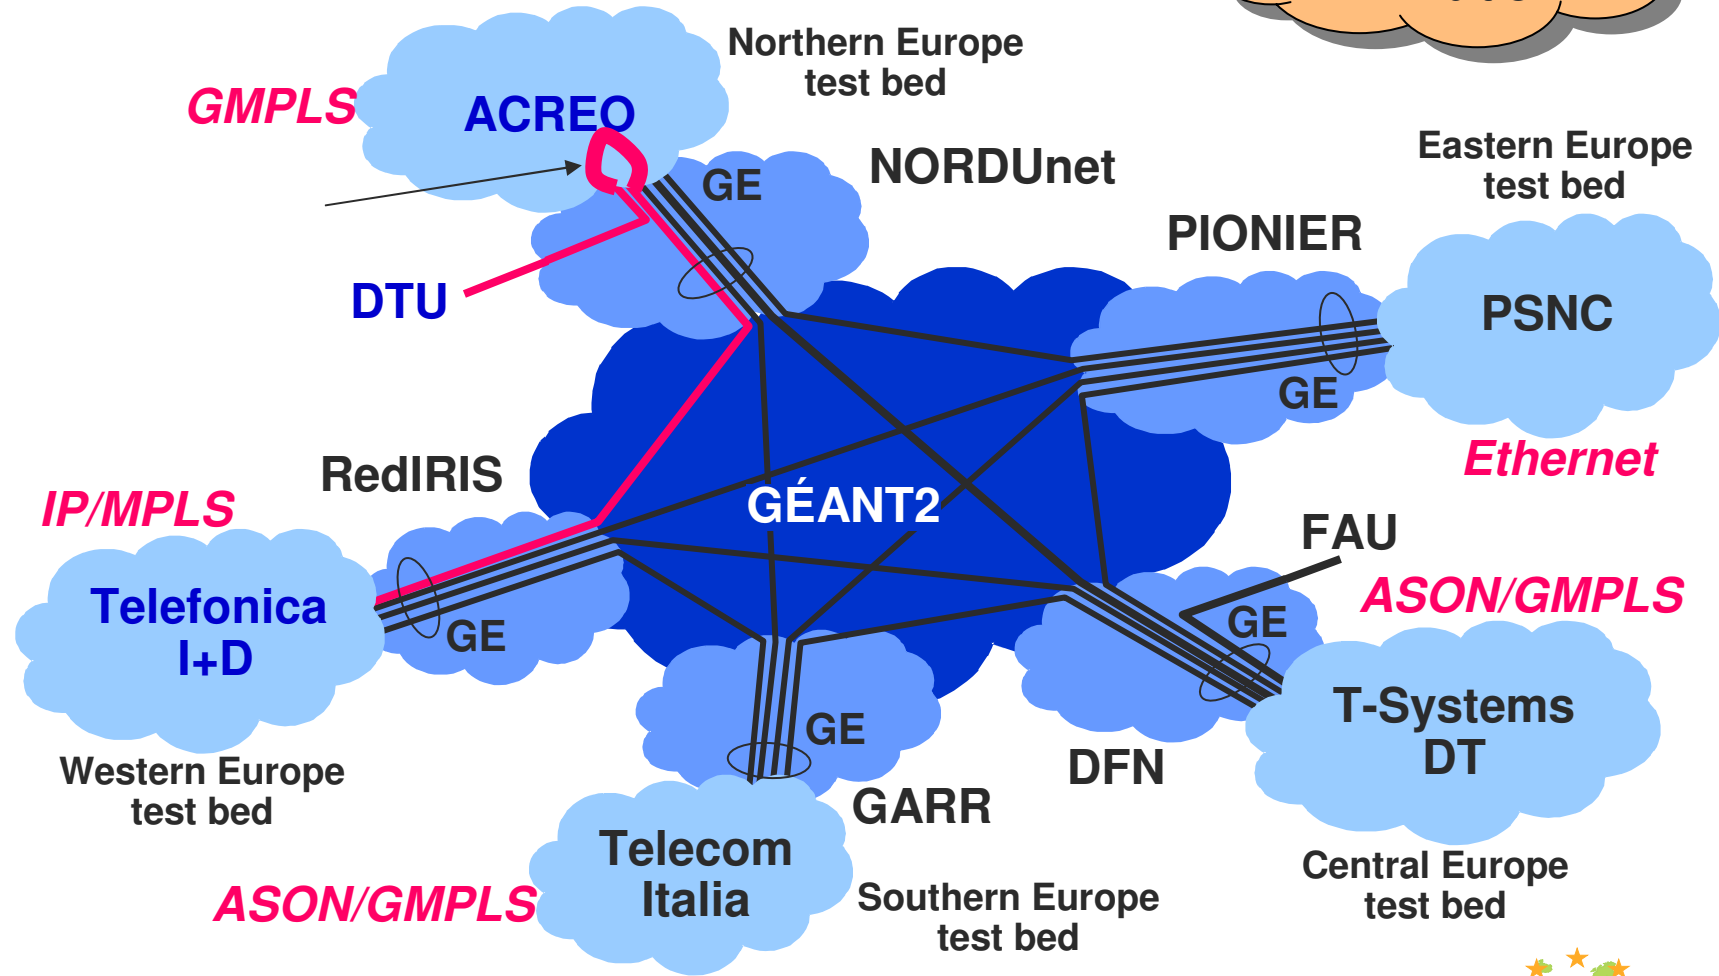 Northern Europe
test bed
GMPLS
ACREO
NORDUnet
GE
Eastern Europe
test bed
PIONIER
DTU
PSNC
GE
Ethernet
RedIRIS
IP/MPLS
GÉANT2
FAU
ASON/GMPLS
Telefonica
I+D
GE
GE
T-Systems
DT
GE
DFN
Western Europe
test bed
GARR
Telecom
Italia
Central Europe
test bed
ASON/GMPLS
Southern Europe
test bed